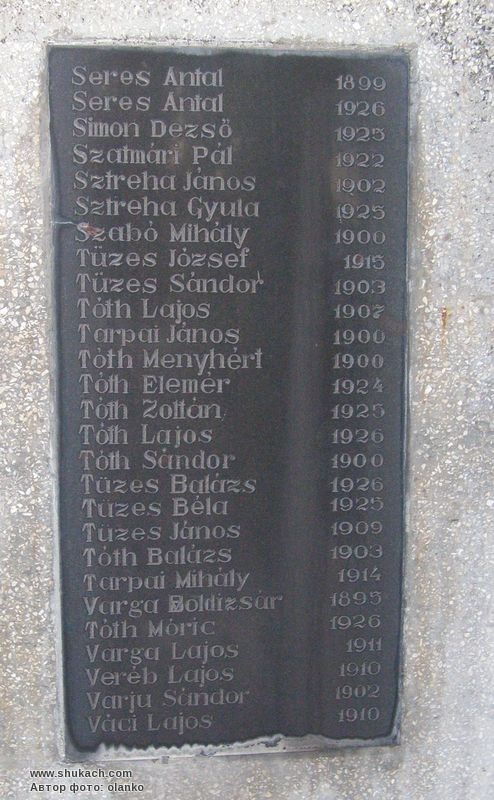 Seres Antal 1899
Seres Antal 1926
Simon Dezső 1925
Szatmári Pál 1922
Sztreha János 1902
Sztreha Gyula 1925
Szabó Mihály 1900
Tüzes József 1915
Tüzes Sándor 1903
Tóth Lajos 1907
Tarpai János 1900
Tóth Menyhért 1900
Tóth Elemér 1924
Tóth Zoltán 1925
Tóth Lajos 1926
Tóth Sándor 1900
Tüzes Balázs 1926
Tüzes Béla 1925
Tüzes János 1909
Tóth Balázs 1903
Tarpai Mihály 1914
Varga Boldizsár 1895
Tóth Móric 1926
Varga Lajos 1911
Veréb Lajos 1910
Varju Sándor 1902
Váci Lajos 1910
www.shukach.com
Автор фото: olanko